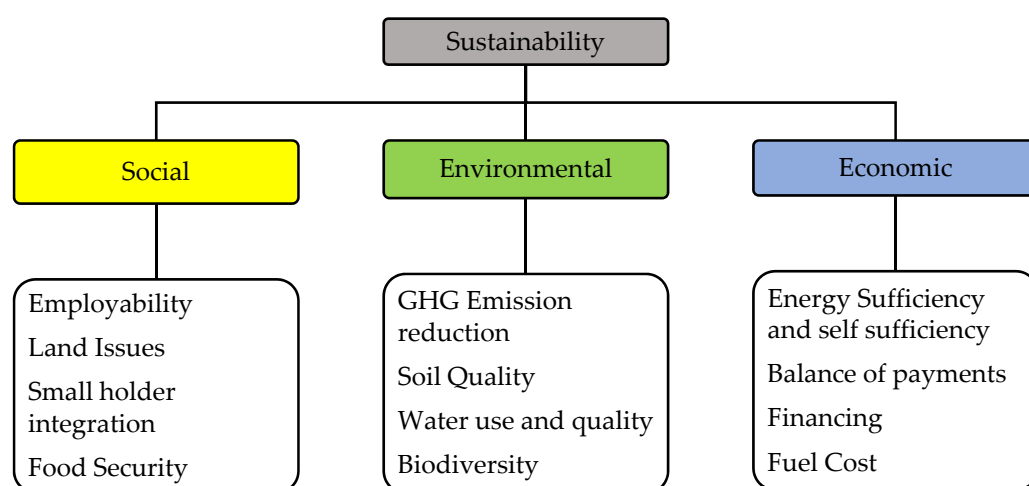 Sustainability
Social
Environmental
Economic
Employability
Land Issues
Small holder
integration
Food Security
GHG Emission
reduction
Soil Quality
Water use and quality
Biodiversity
Energy Sufficiency
and self sufficiency
Balance of payments
Financing
Fuel Cost